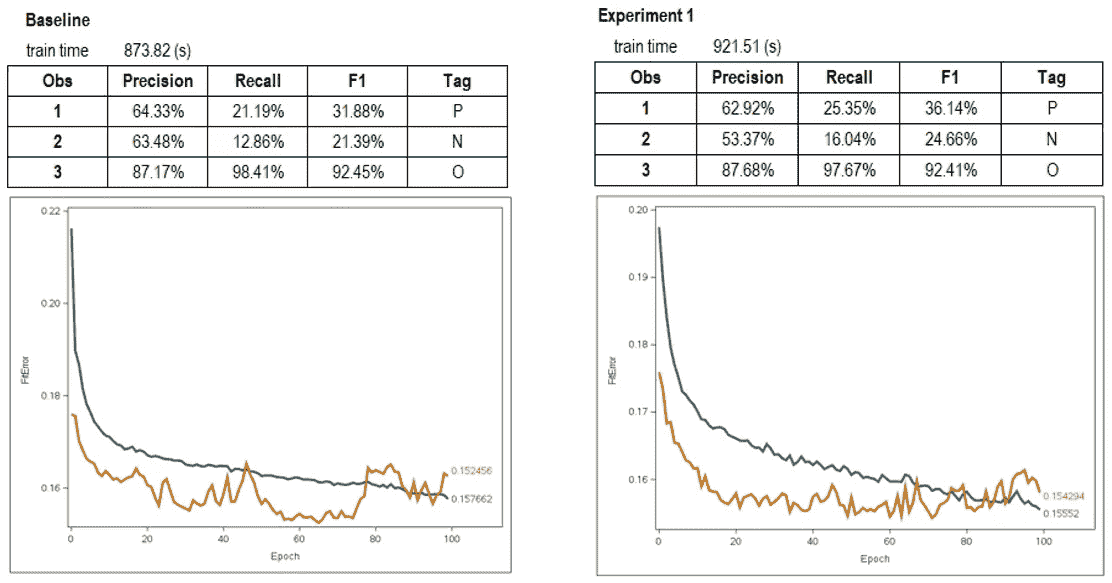 Baseline
train time 873.82 (s)
Obs Precision Recall F1 Tag
1 64.33% 21.19% 31.88% P
2 63.48% 12.86% 21.39% N
3 87.17% 98.41% 92.45% O
0.22
0.20
0.18
0.16
FitError
0.152456
0.157662
0 20 40 60 80 100
Epoch
Experiment 1
train time 921.51 (s)
Obs Precision Recall F1 Tag
1 62.92% 25.35% 36.14% P
2 53.37% 16.04% 24.66% N
3 87.68% 97.67% 92.41% O
0.20
0.19
0.18
0.17
0.16
FitError
0.154294
0.15552
0 20 40 60 80 100
Epoch